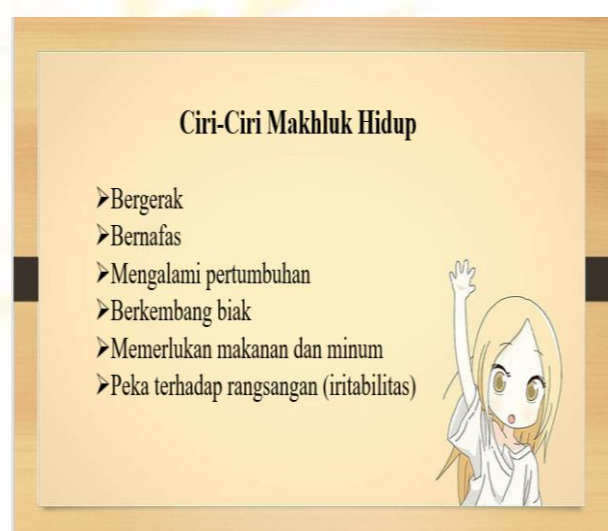 Ciri-Ciri Makhluk Hidup
➢Bergerak
➢Bernafas
➢Mengalami pertumbuhan
➢Berkembang biak
➢Memerlukan makanan dan minum
➢Peka terhadap rangsangan (iritabilitas)